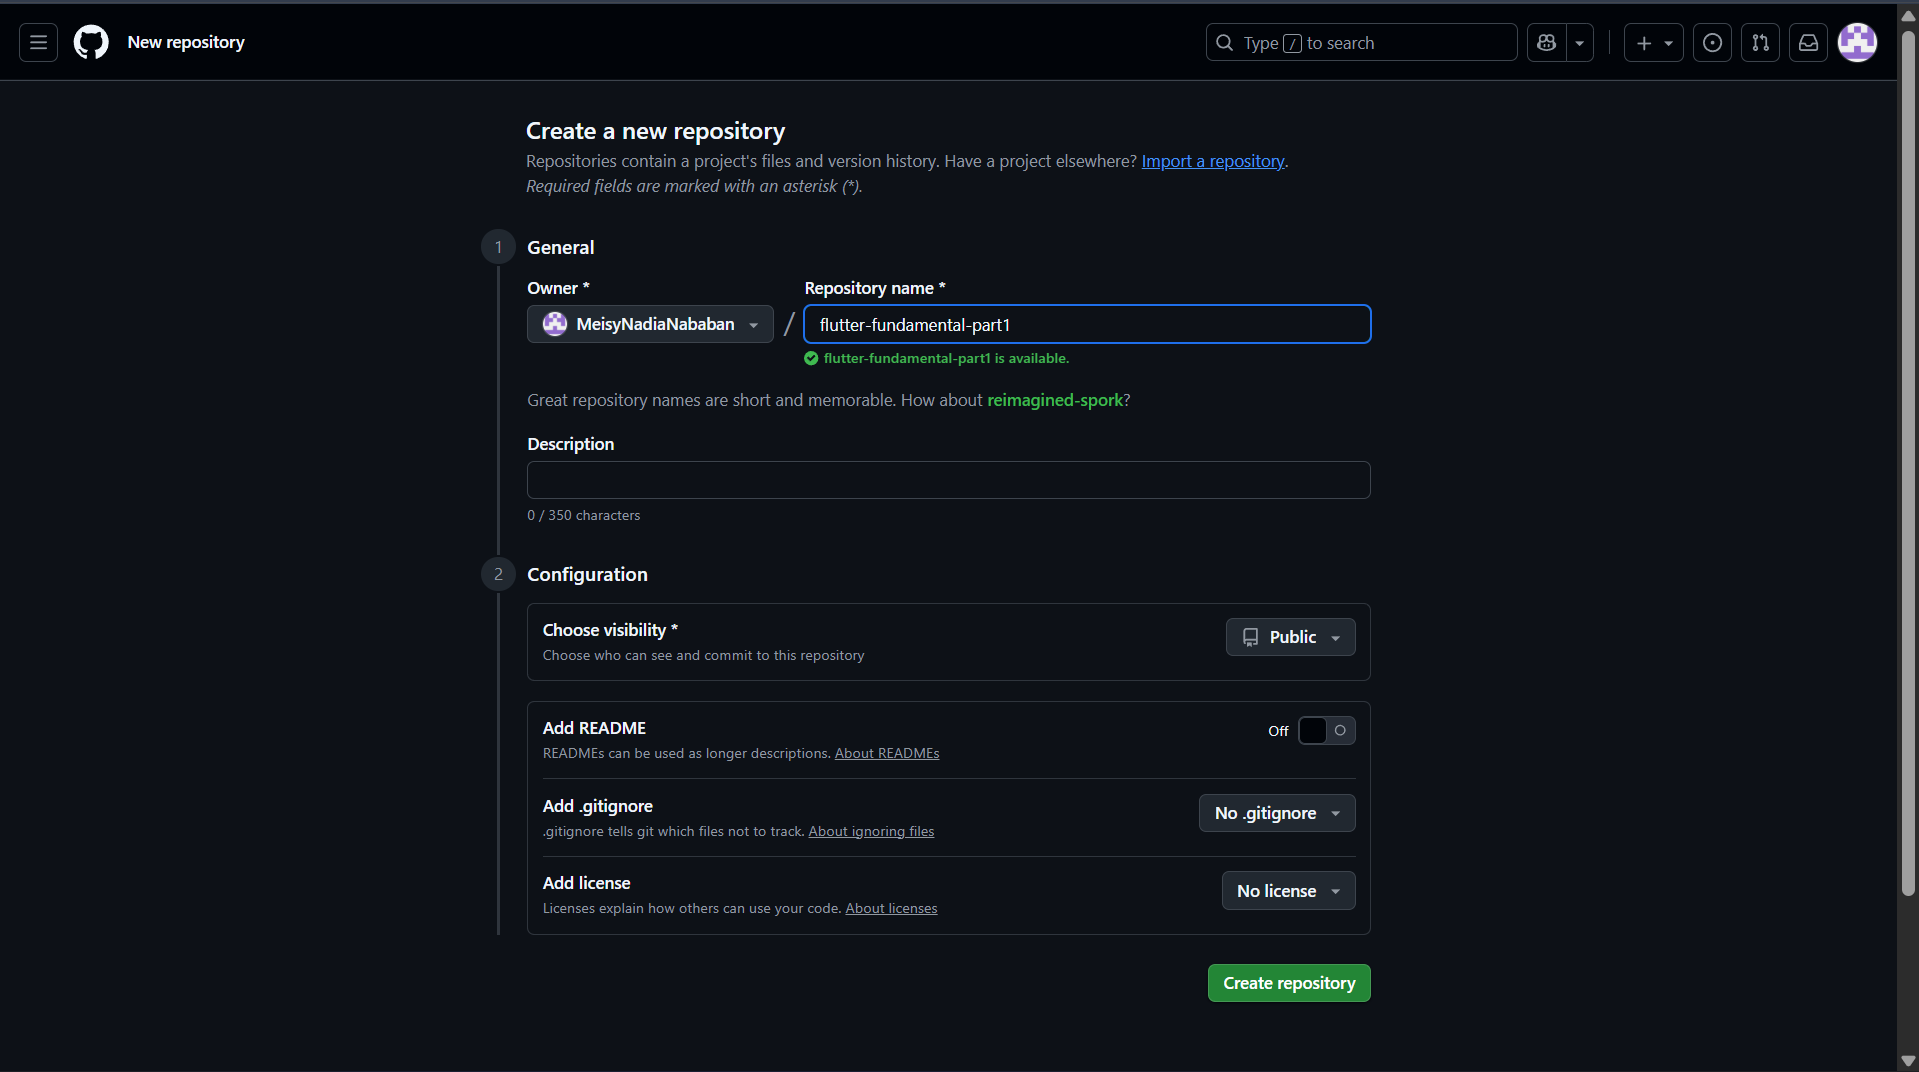 New repository
Type / to search
Create a new repository
Repositories contain a project's files and version history. Have a project elsewhere? Import a repository.
Required fields are marked with an asterisk (*).
1 General
Owner * Repository name *
MeisyNadiaNababan / flutter-fundamental-part1
flutter-fundamental-part1 is available.
Great repository names are short and memorable. How about reimagined-spork?
Description
0 / 350 characters
2 Configuration
Choose visibility *
Public
Choose who can see and commit to this repository
Add README
Off
READMEs can be used as longer descriptions. About READMEs
Add .gitignore
No .gitignore
.gitignore tells git which files not to track. About ignoring files
Add license
No license
Licenses explain how others can use your code. About licenses
Create repository